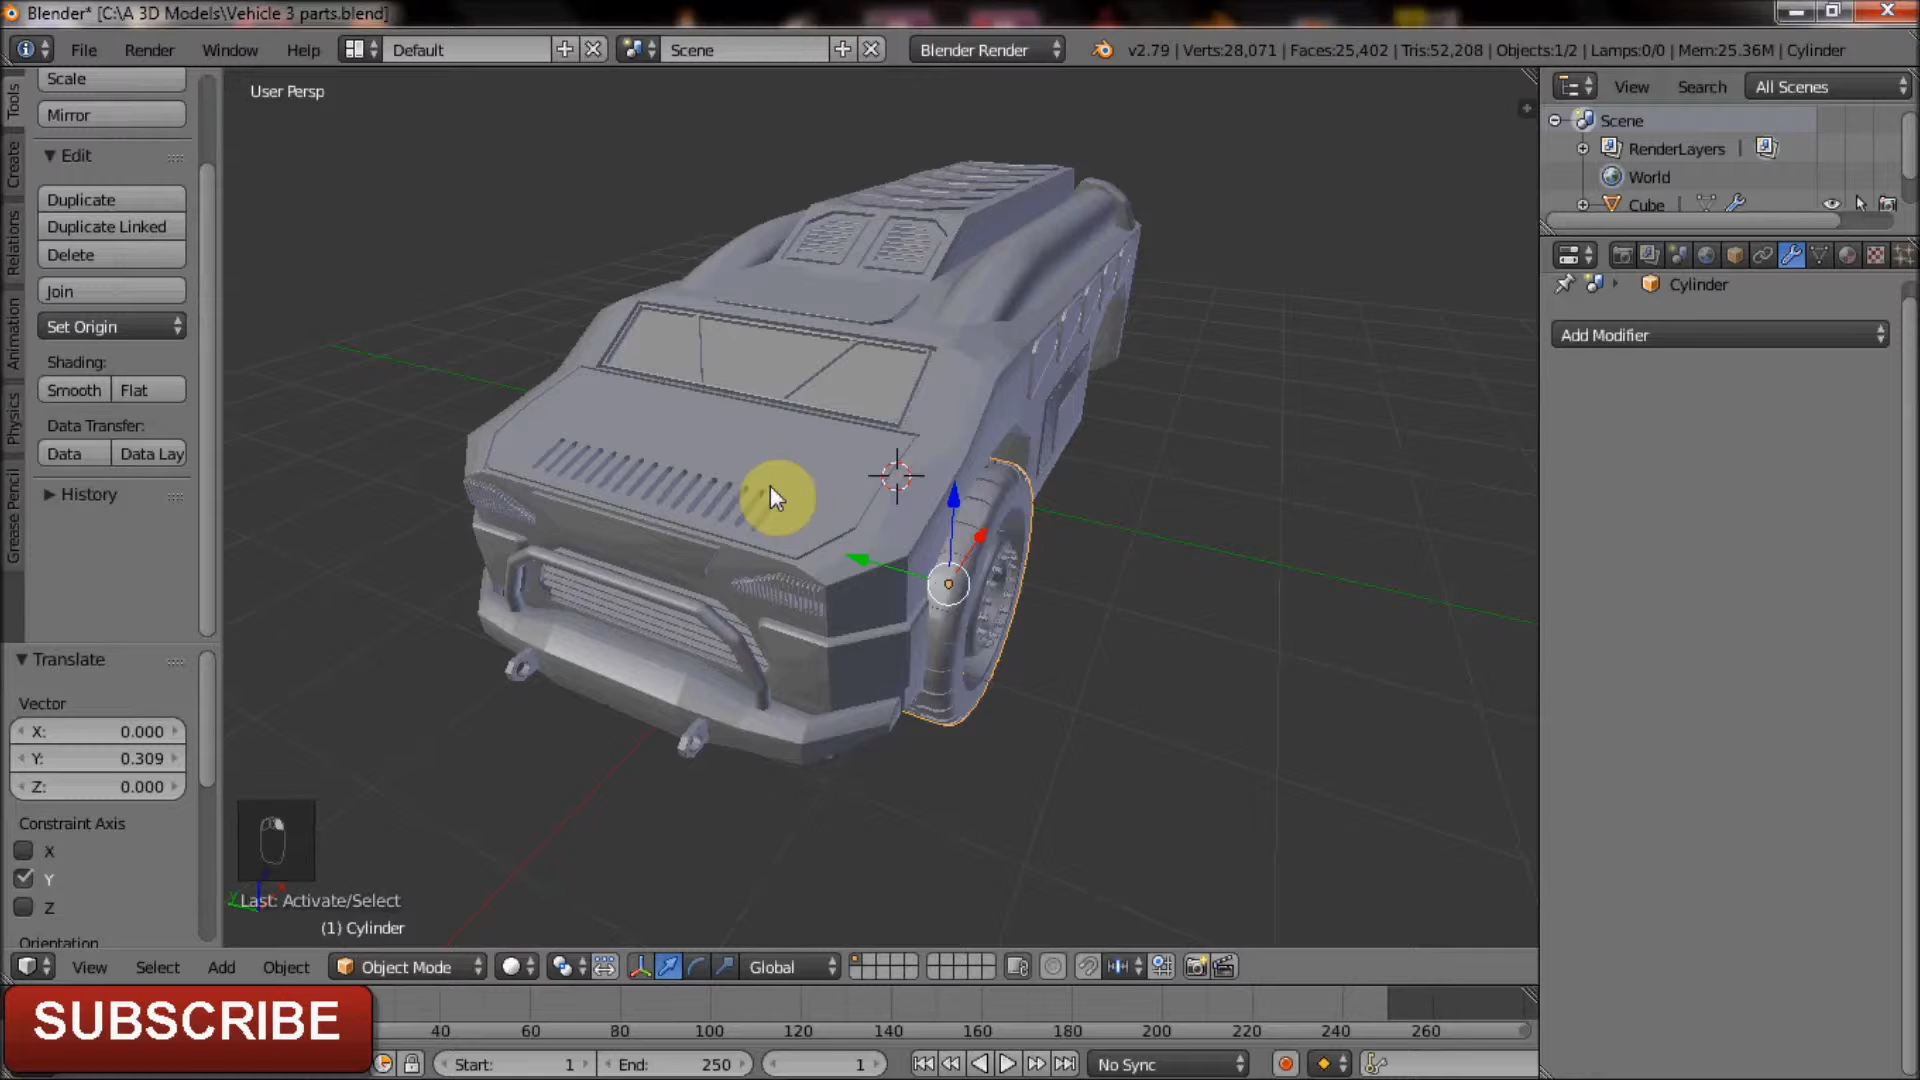 Blender* [C:\A 3D Models\Vehicle 3 parts.blend]
File Render Window Help Default Scene Blender Render v2.79 | Verts:28,071 | Faces:25,402 | Tris:52,208 | Objects:1/2 | Lamps:0/0 | Mem:25.36M | Cylinder
Tools
Create
Relations
Animation
Physics
Grease Pencil
Scale
Mirror
Edit
Duplicate
Duplicate Linked
Delete
Join
Set Origin
Shading:
Smooth Flat
Data Transfer:
Data Data Lay
History
Translate
Vector
X: 0.000
Y: 0.309
Z: 0.000
Constraint Axis
X
Y
Z
Orientation
User Persp
Last: Activate/Select
(1) Cylinder
View Search All Scenes
Scene
RenderLayers
World
Cube
Cylinder
Add Modifier
View Select Add Object Object Mode Global
SUBSCRIBE
40 60 80 100 120 140 160 180 200 220 240 260
Start: 1 End: 250 1 No Sync